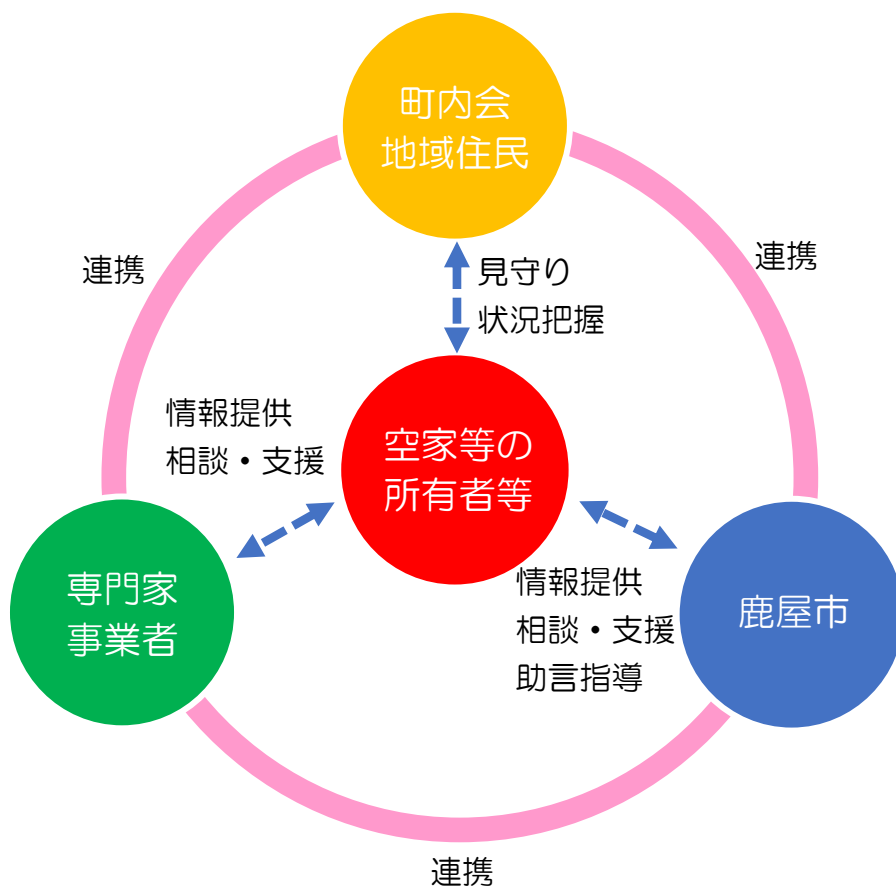 町内会
地域住民
連携
連携
見守り
状況把握
情報提供
相談・支援
空家等の
所有者等
専門家
事業者
情報提供
相談・支援
助言指導
鹿屋市
連携